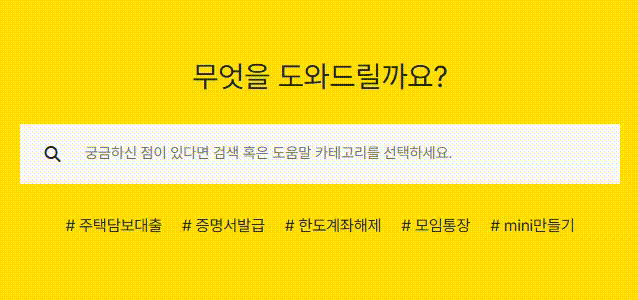 무엇을 도와드릴까요?
궁금하신 점이 있다면 검색 혹은 도움말 카테고리를 선택하세요.
# 주택담보대출 # 증명서발급 # 한도계좌해제 # 모임통장 # mini만들기